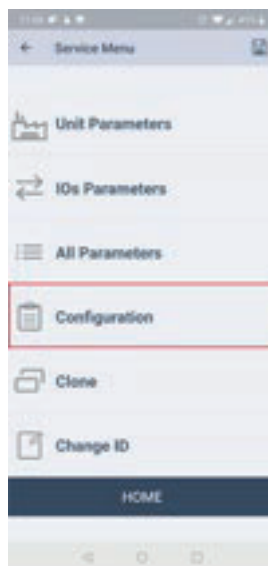 Service Menu
Unit Parameters
IOs Parameters
All Parameters
Configuration
Clone
Change ID
HOME